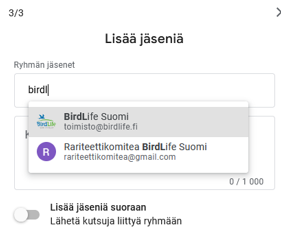 3/3
Lisää jäseniä
Ryhmän jäsenet
birdl
BirdLife Suomi
toimisto@birdlife.fi
R
Rariteettikomitea BirdLife Suomi
rariteettikomitea@gmail.com
0 / 1 000
Lisää jäseniä suoraan
Lähetä kutsuja liittyä ryhmään